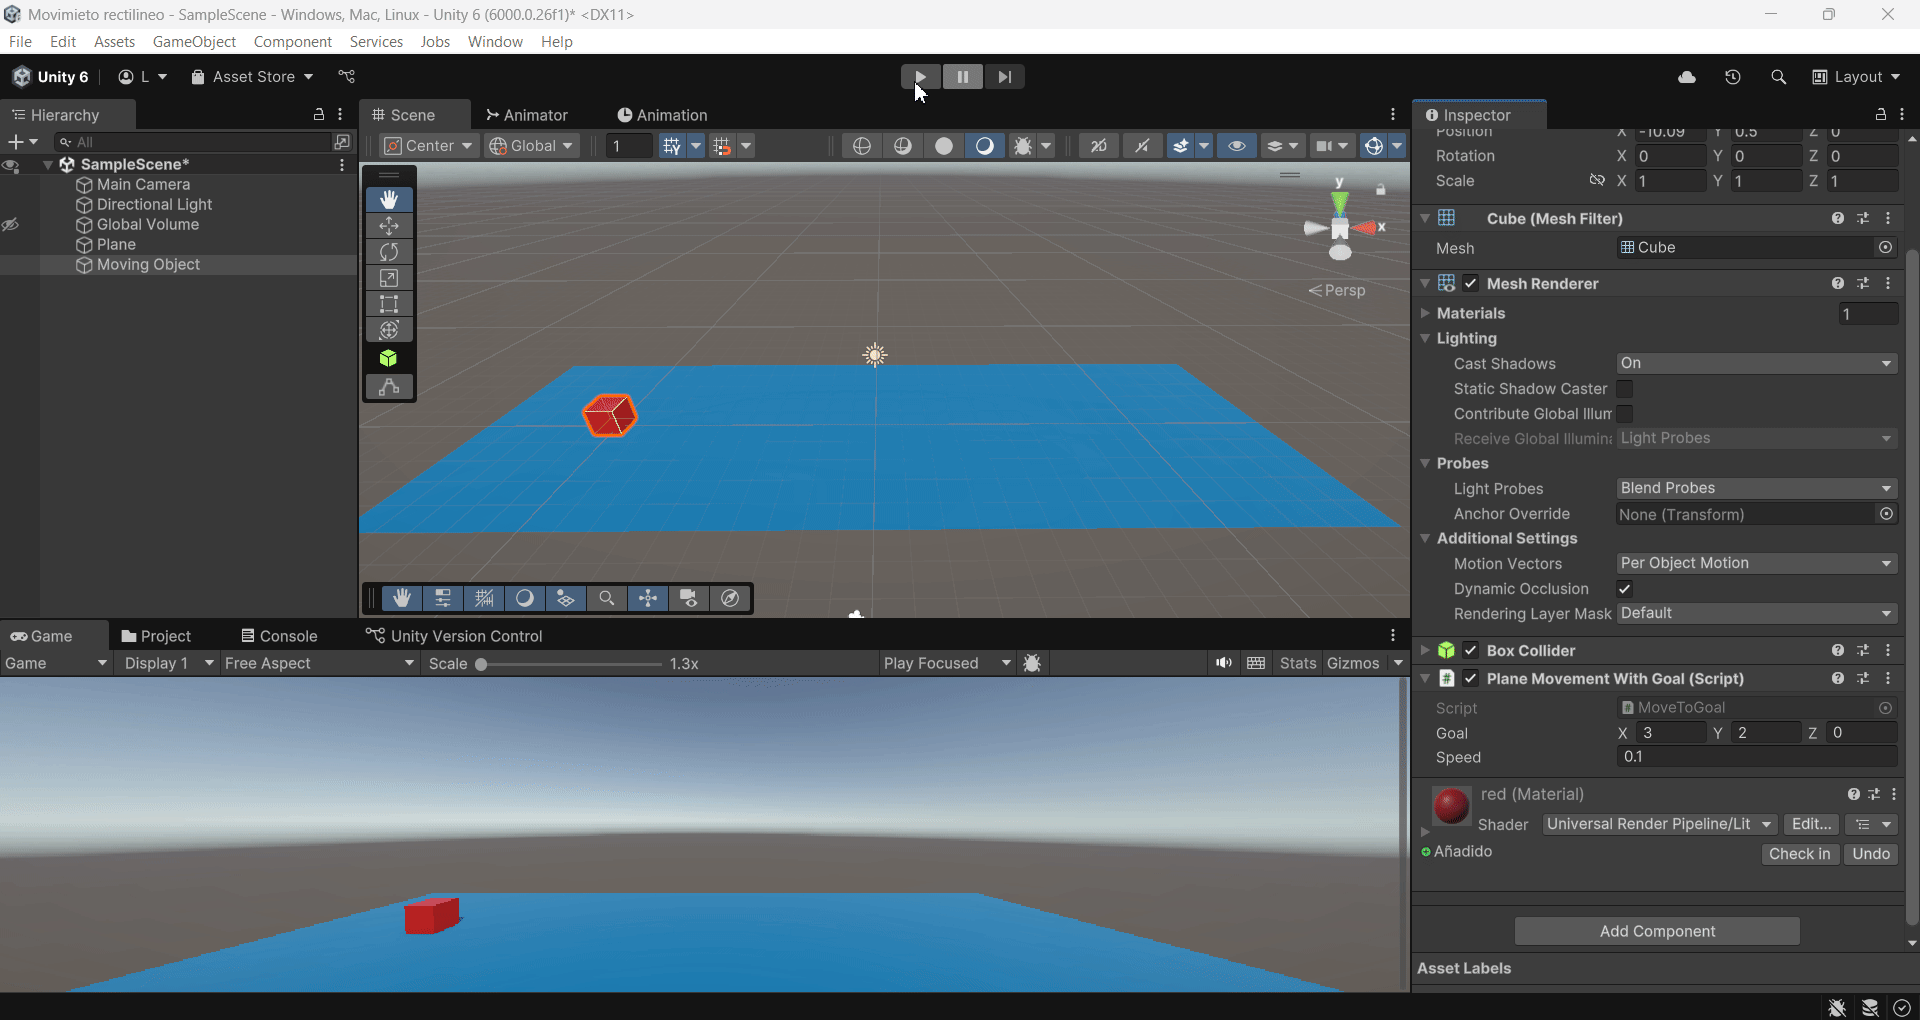 Movimieto rectilineo - SampleScene - Windows, Mac, Linux - Unity 6 (6000.0.26f1)* <DX11>
File Edit Assets GameObject Component Services Jobs Window Help
Unity 6 L Asset Store Layout
Hierarchy
All
SampleScene*
Main Camera
Directional Light
Global Volume
Plane
Moving Object
Scene Animator Animation
Center Global 1 2D
y
x
Persp
Game Project Console Unity Version Control
Game Display 1 Free Aspect Scale 1.3x Play Focused Stats Gizmos
Inspector
Position X -10.09 Y 0.5 Z 0
Rotation X 0 Y 0 Z 0
Scale X 1 Y 1 Z 1
Cube (Mesh Filter)
Mesh Cube
Mesh Renderer
Materials 1
Lighting
Cast Shadows On
Static Shadow Caster
Contribute Global Illum
Receive Global Illumina Light Probes
Probes
Light Probes Blend Probes
Anchor Override None (Transform)
Additional Settings
Motion Vectors Per Object Motion
Dynamic Occlusion
Rendering Layer Mask Default
Box Collider
# Plane Movement With Goal (Script)
Script # MoveToGoal
Goal X 3 Y 2 Z 0
Speed 0.1
red (Material)
Shader Universal Render Pipeline/Lit Edit...
Añadido Check in Undo
Add Component
Asset Labels